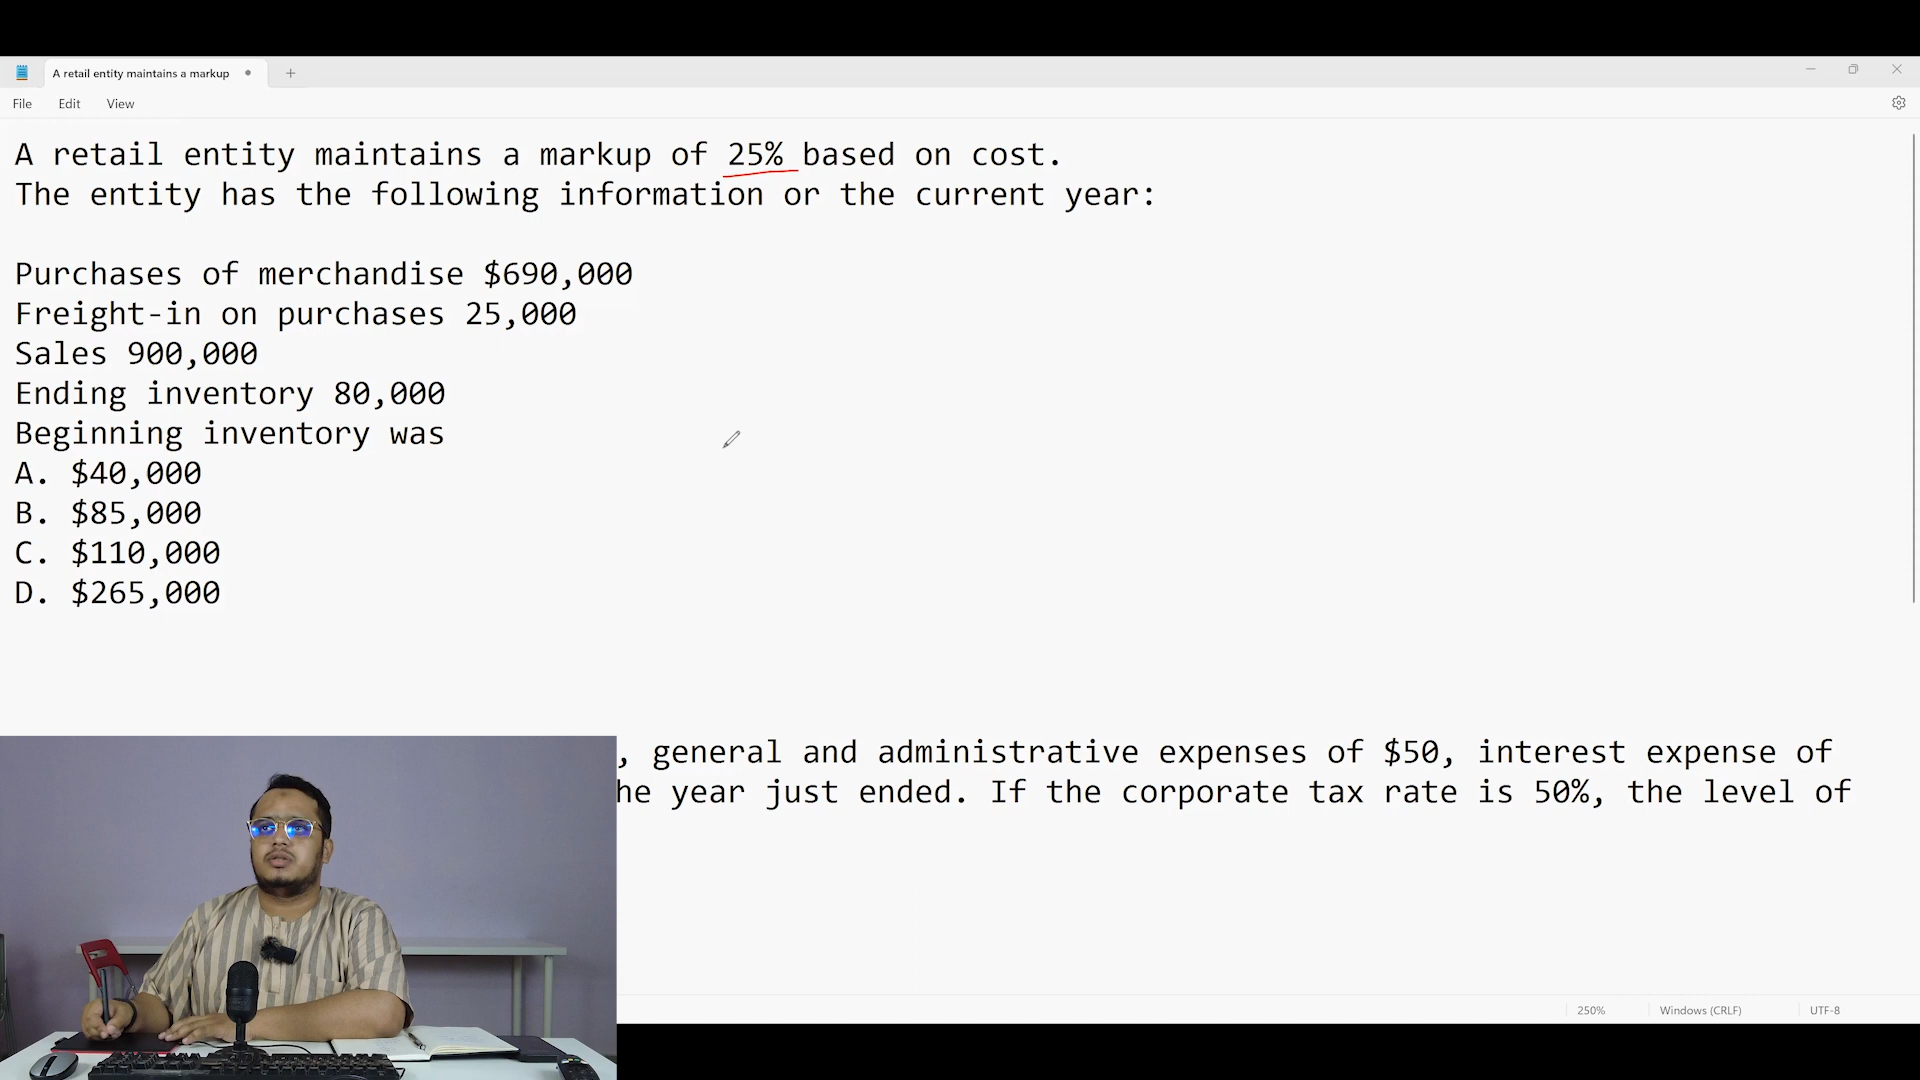 A retail entity maintains a markup
File Edit View
A retail entity maintains a markup of 25% based on cost.
The entity has the following information or the current year:
Purchases of merchandise $690,000
Freight-in on purchases 25,000
Sales 900,000
Ending inventory 80,000
Beginning inventory was
A. $40,000
B. $85,000
C. $110,000
D. $265,000
, general and administrative expenses of $50, interest expense of
he year just ended. If the corporate tax rate is 50%, the level of
250% Windows (CRLF) UTF-8